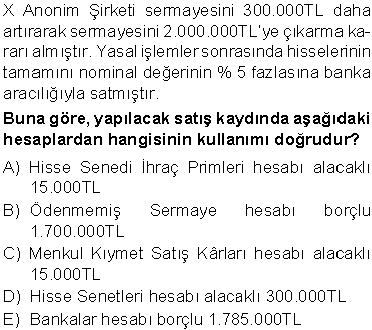 X Anonim Şirketi sermayesini 300.000TL daha
artırarak sermayesini 2.000.000TL'ye çıkarma ka-
rarı almıştır. Yasal işlemler sonrasında hisselerinin
tamamını nominal değerinin % 5 fazlasına banka
aracılığıyla satmıştır.
Buna göre, yapılacak satış kaydında aşağıdaki
hesaplardan hangisinin kullanımı doğrudur?
A) Hisse Senedi İhraç Primleri hesabı alacaklı
15.000TL
B) Ödenmemiş Sermaye hesabı borçlu
1.700.000TL
C) Menkul Kıymet Satış Kârları hesabı alacaklı
15.000TL
D) Hisse Senetleri hesabı alacaklı 300.000TL
E) Bankalar hesabı borçlu 1.785.000TL